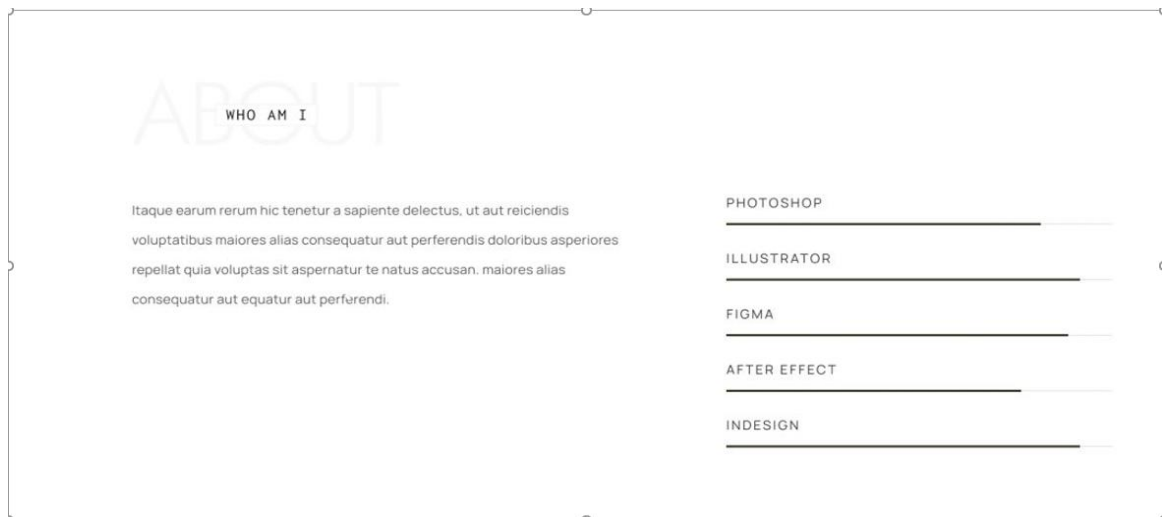 ABOUT
WHO AM I
Itaque earum rerum hic tenetur a sapiente delectus, ut aut reiciendis
voluptatibus maiores alias consequatur aut perferendis doloribus asperiores
repellat quia voluptas sit aspernatur te natus accusan. maiores alias
consequatur aut equatur aut perferendi.
PHOTOSHOP
ILLUSTRATOR
FIGMA
AFTER EFFECT
INDESIGN